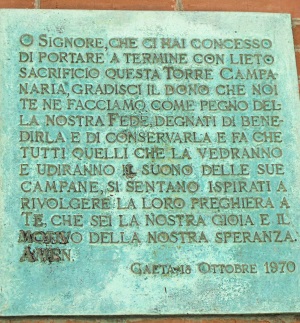 O SIGNORE, CHE CI HAI CONCESSO
DI PORTARE A TERMINE CON LIETO
SACRIFICIO QUESTA TORRE CAMPA-
NARIA, GRADISCI IL DONO CHE NOI
TE NE FACCIAMO COME PEGNO DEL-
LA NOSTRA FEDE, DEGNATI DI BENE-
DIRLA E DI CONSERVARLA E FA CHE
TUTTI QUELLI CHE LA VEDRANNO
E UDIRANNO IL SUONO DELLE SUE
CAMPANE, SI SENTANO ISPIRATI A
RIVOLGERE LA LORO PREGHIERA A
TE, CHE SEI LA NOSTRA GIOIA E IL
MOTIVO DELLA NOSTRA SPERANZA.
AMEN.
GAETA 18 OTTOBRE 1970